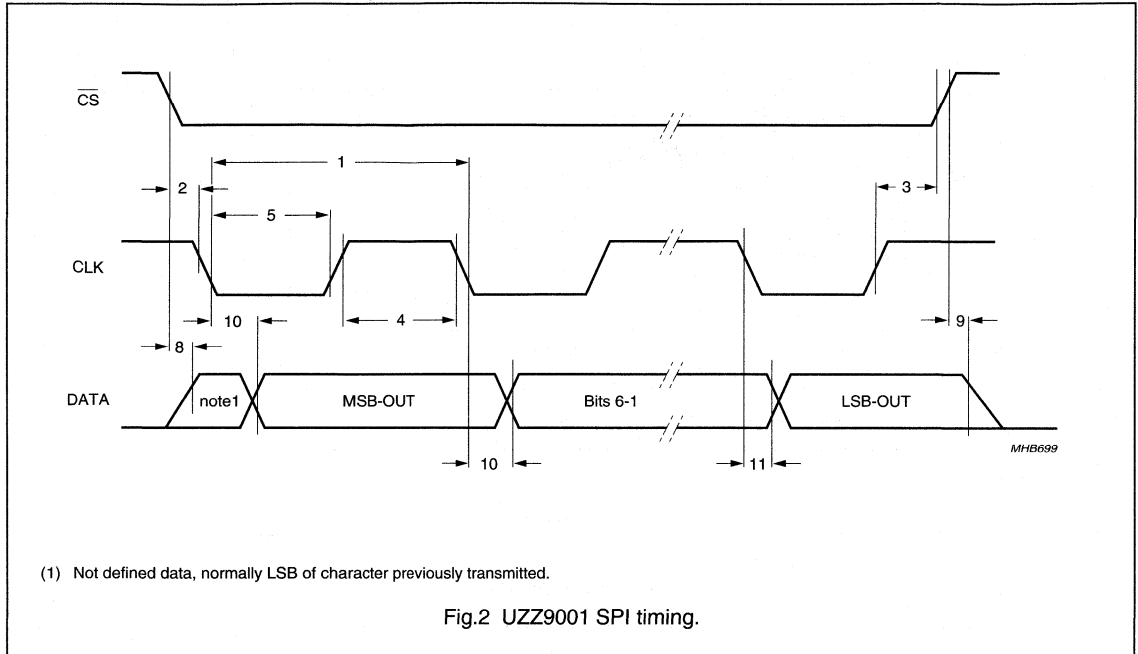 CS
1
2
3
5
CLK
10
4
9
8
DATA
note1
MSB-OUT
Bits 6-1
LSB-OUT
MHB699
10
11
(1) Not defined data, normally LSB of character previously transmitted.
Fig.2 UZZ9001 SPI timing.